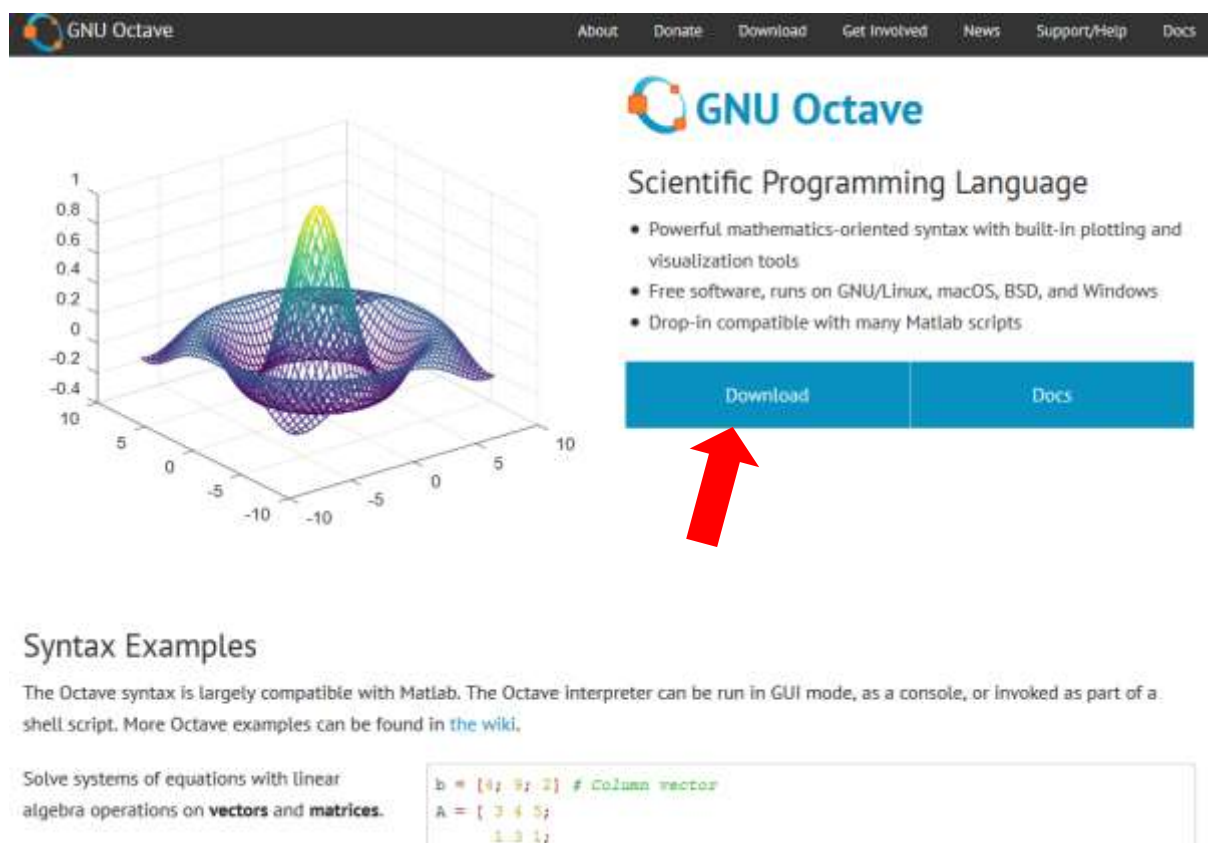 GNU Octave
About Donate Download Get Involved News Support/Help Docs
GNU Octave
Scientific Programming Language
• Powerful mathematics-oriented syntax with built-in plotting and
visualization tools
• Free software, runs on GNU/Linux, macOS, BSD, and Windows
• Drop-in compatible with many Matlab scripts
Download Docs
1
0.8
0.6
0.4
0.2
0
-0.2
-0.4
10
5
0
-5
-10
-10
-5
0
5
10
Syntax Examples
The Octave syntax is largely compatible with Matlab. The Octave interpreter can be run in GUI mode, as a console, or invoked as part of a
shell script. More Octave examples can be found in the wiki.
Solve systems of equations with linear
algebra operations on vectors and matrices.
b = [4; 9; 2] # Column vector
A = [ 3 4 5;
1 3 1;